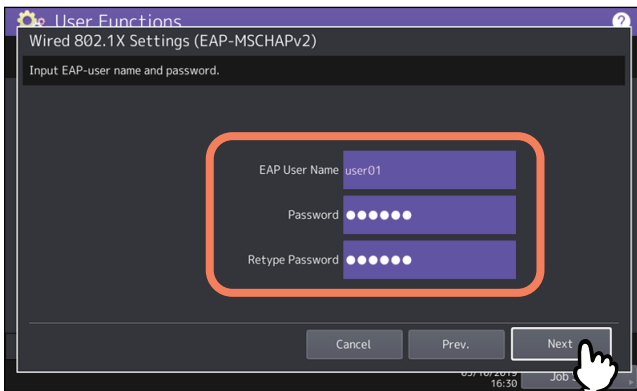 User Functions
?
Wired 802.1X Settings (EAP-MSCHAPv2)
Input EAP-user name and password.
EAP User Name user01
Password ●●●●●●
Retype Password ●●●●●●
Cancel Prev. Next
16:30 Job